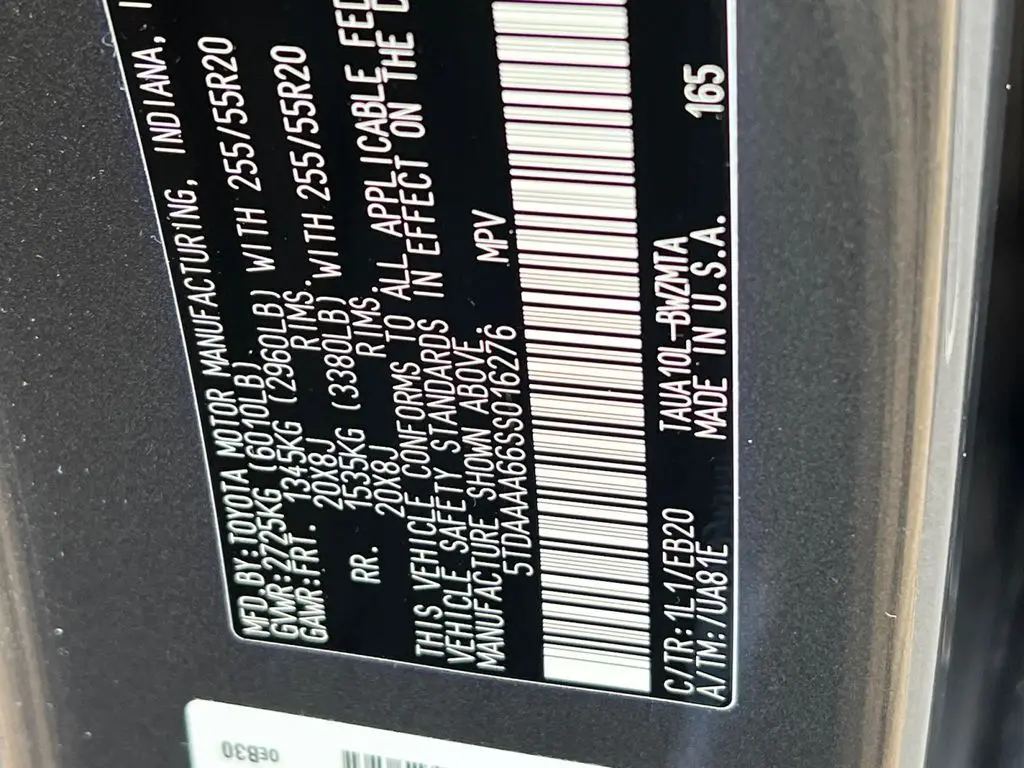 MFD.BY:TOYOTA MOTOR MANUFACTURING, INDIANA,
GVWR:2725KG (6010LB)
GAWR:FRT. 1345KG (2960LB) WITH 255/55R20
20X8J RIMS.
RR. 1535KG (3380LB) WITH 255/55R20
20X8J RIMS.
THIS VEHICLE CONFORMS TO ALL APPLICABLE FED
VEHICLE SAFETY STANDARDS IN EFFECT ON THE D
MANUFACTURE SHOWN ABOVE.
5TDAAAA66SS016276 MPV
C/TR:1L1/EB20 TAUA10L-BWZMTA 165
A/TM:/UA81E MADE IN U.S.A.
0EB30